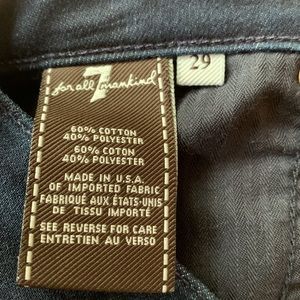 7
for all mankind
29
60% COTTON
40% POLYESTER
60% COTON
40% POLYESTER
MADE IN U.S.A.
OF IMPORTED FABRIC
FABRIQUÉ AUX ÉTATS-UNIS
DE TISSU IMPORTÉ
SEE REVERSE FOR CARE
ENTRETIEN AU VERSO